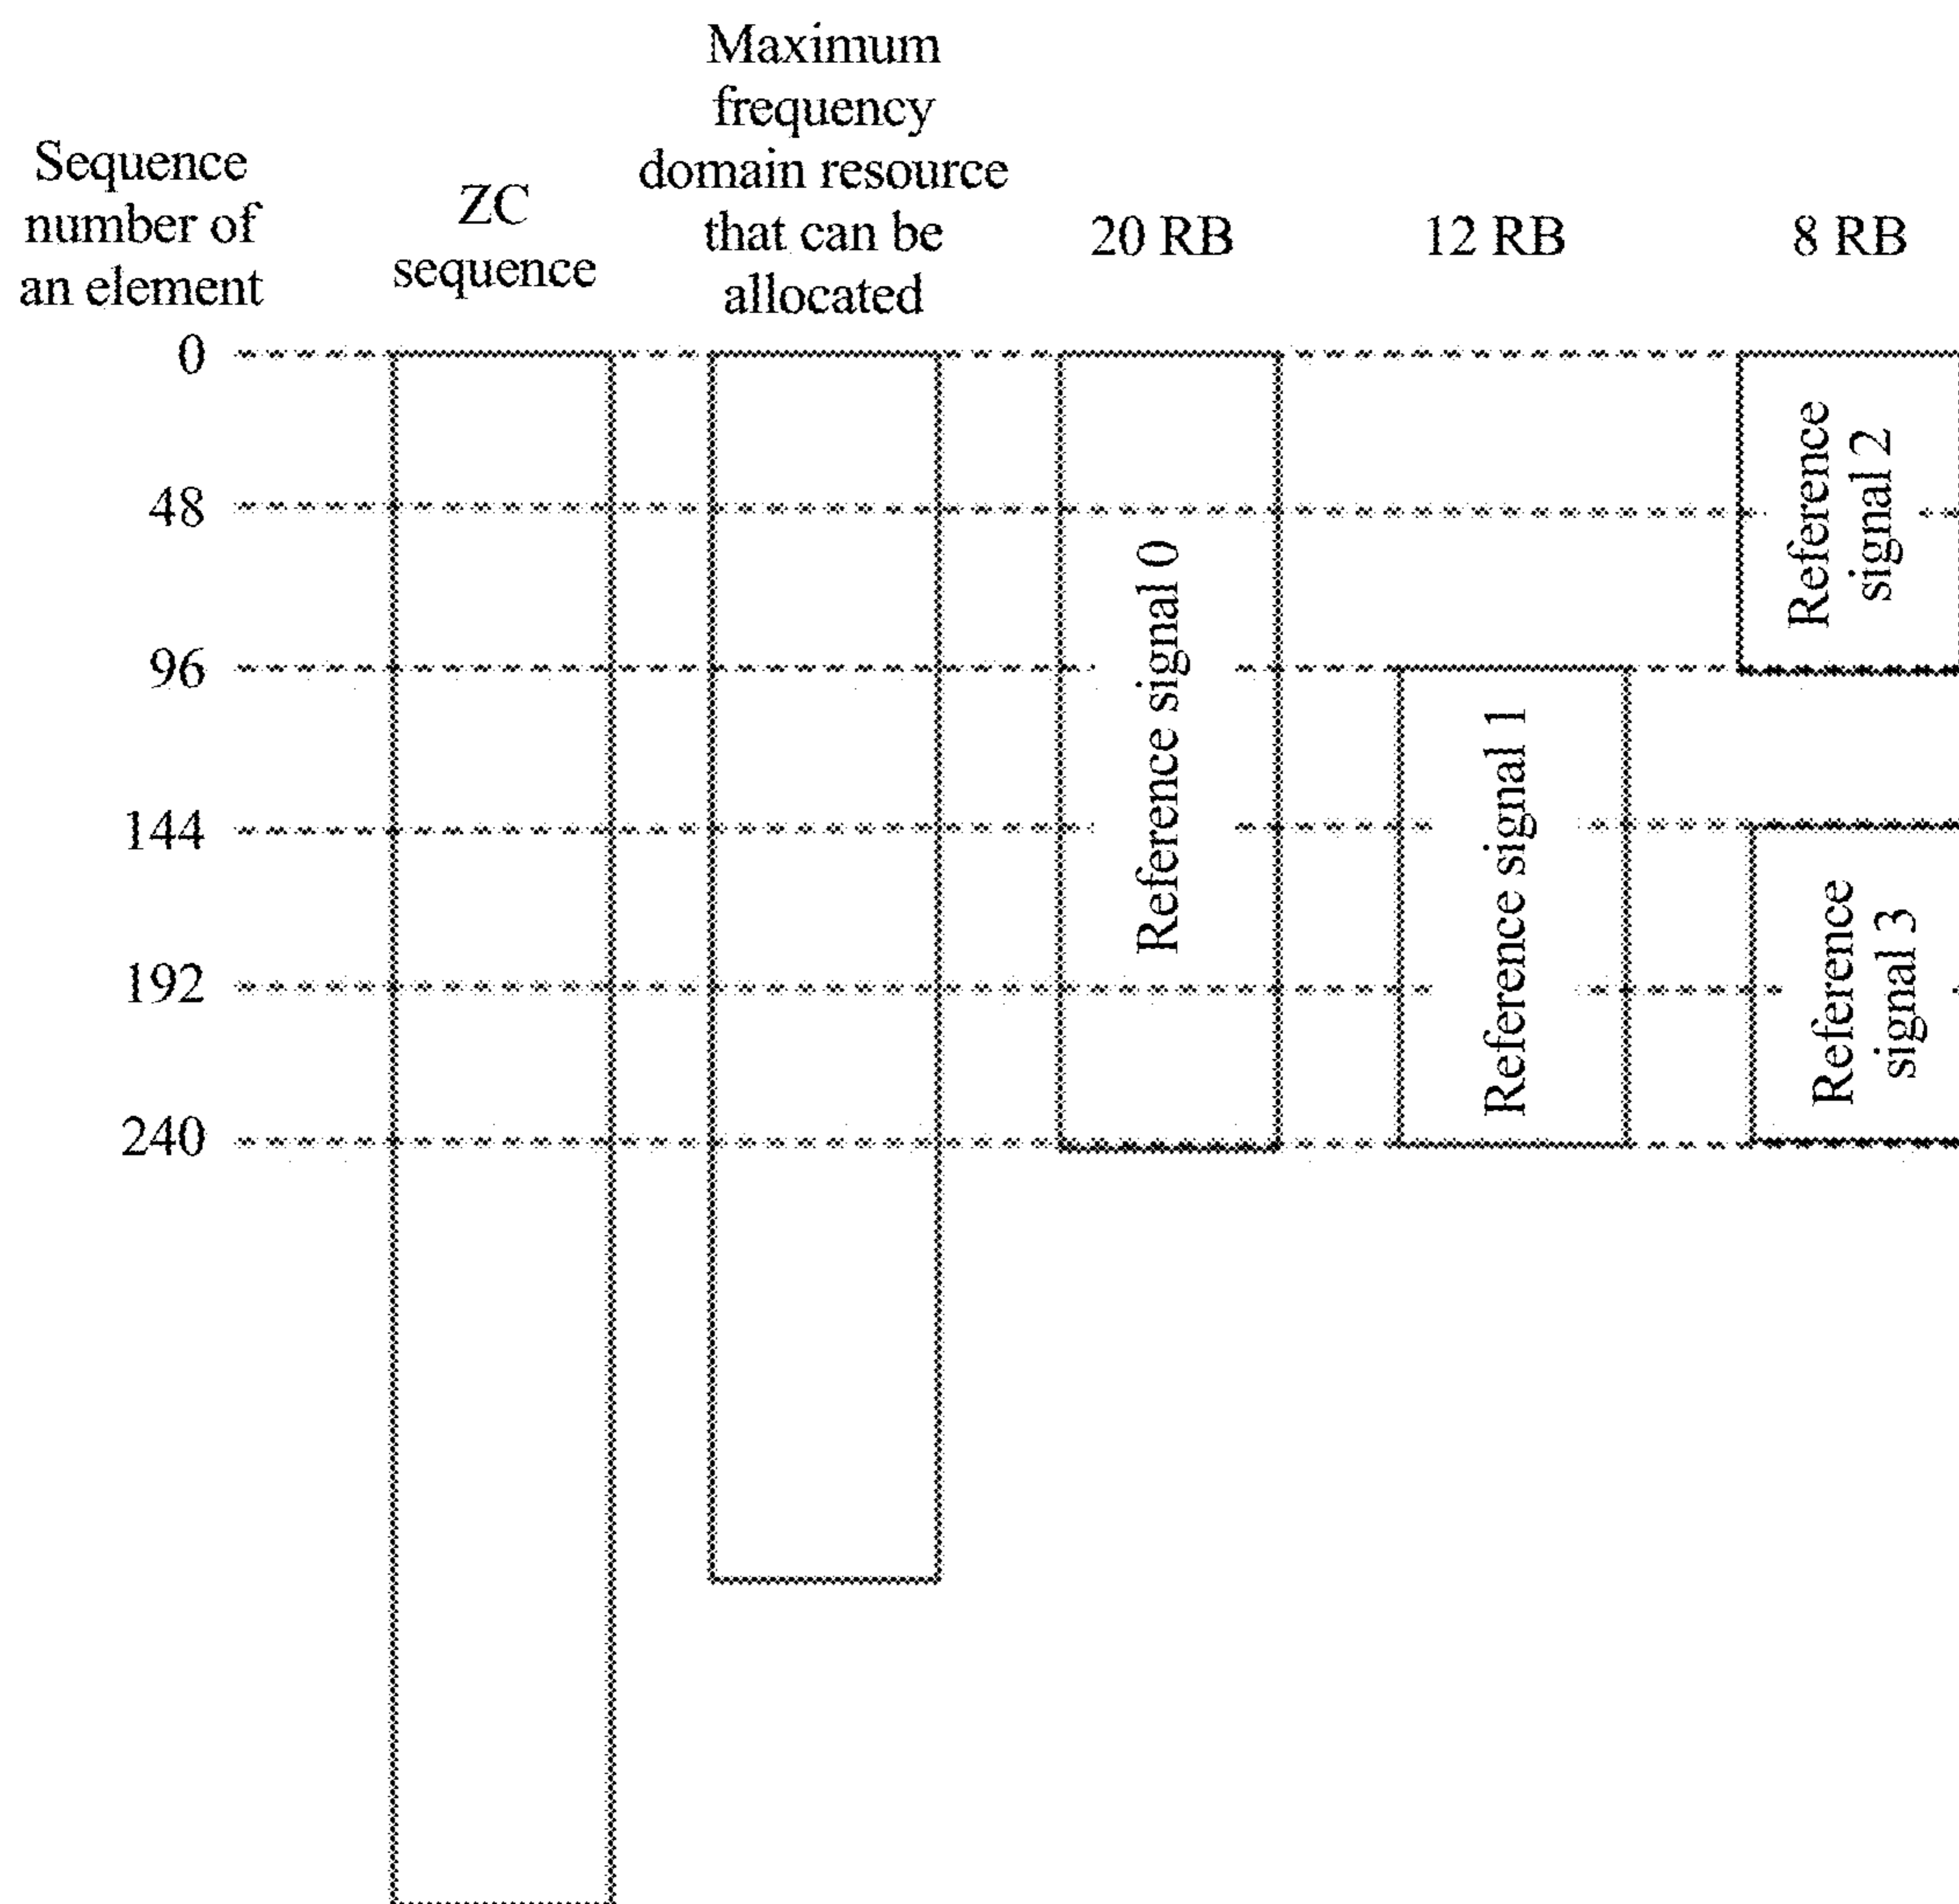 Sequence
number of
an element
ZC
sequence
Maximum
frequency
domain resource
that can be
allocated
20 RB
12 RB
8 RB
0
48
96
144
192
240
Reference signal 0
Reference signal 1
Reference
signal 2
Reference
signal 3